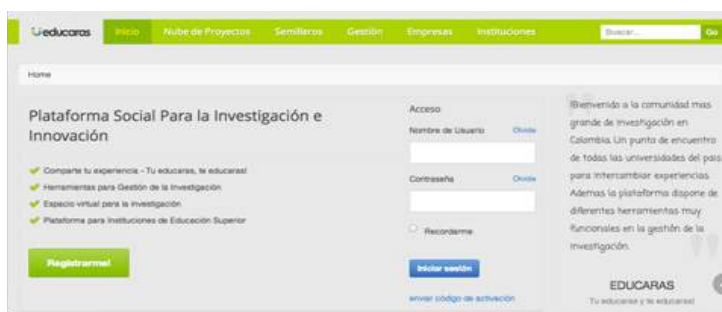 educaras
Inicio Nube de Proyectos Semilleros Gestión Empresas Instituciones
Buscar... Go
Home
Plataforma Social Para la Investigación e
Innovación
Comparte tu experiencia - Tu educaras, te educaras!
Herramientas para Gestión de la Investigación
Espacio virtual para la investigación
Plataforma para Instituciones de Educación Superior
Registrarme!
Acceso
Nombre de Usuario Olvide
Contraseña Olvide
Recordarme
Iniciar sesión
enviar código de activación
Bienvenido a la comunidad mas
grande de investigación en
Colombia. Un punto de encuentro
de todas las universidades del pais
para intercambiar experiencias.
Ademas la plataforma dispone de
diferentes herramientas muy
funcionales en la gestión de la
investigación.
EDUCARAS
Tu educaras y te educaras!